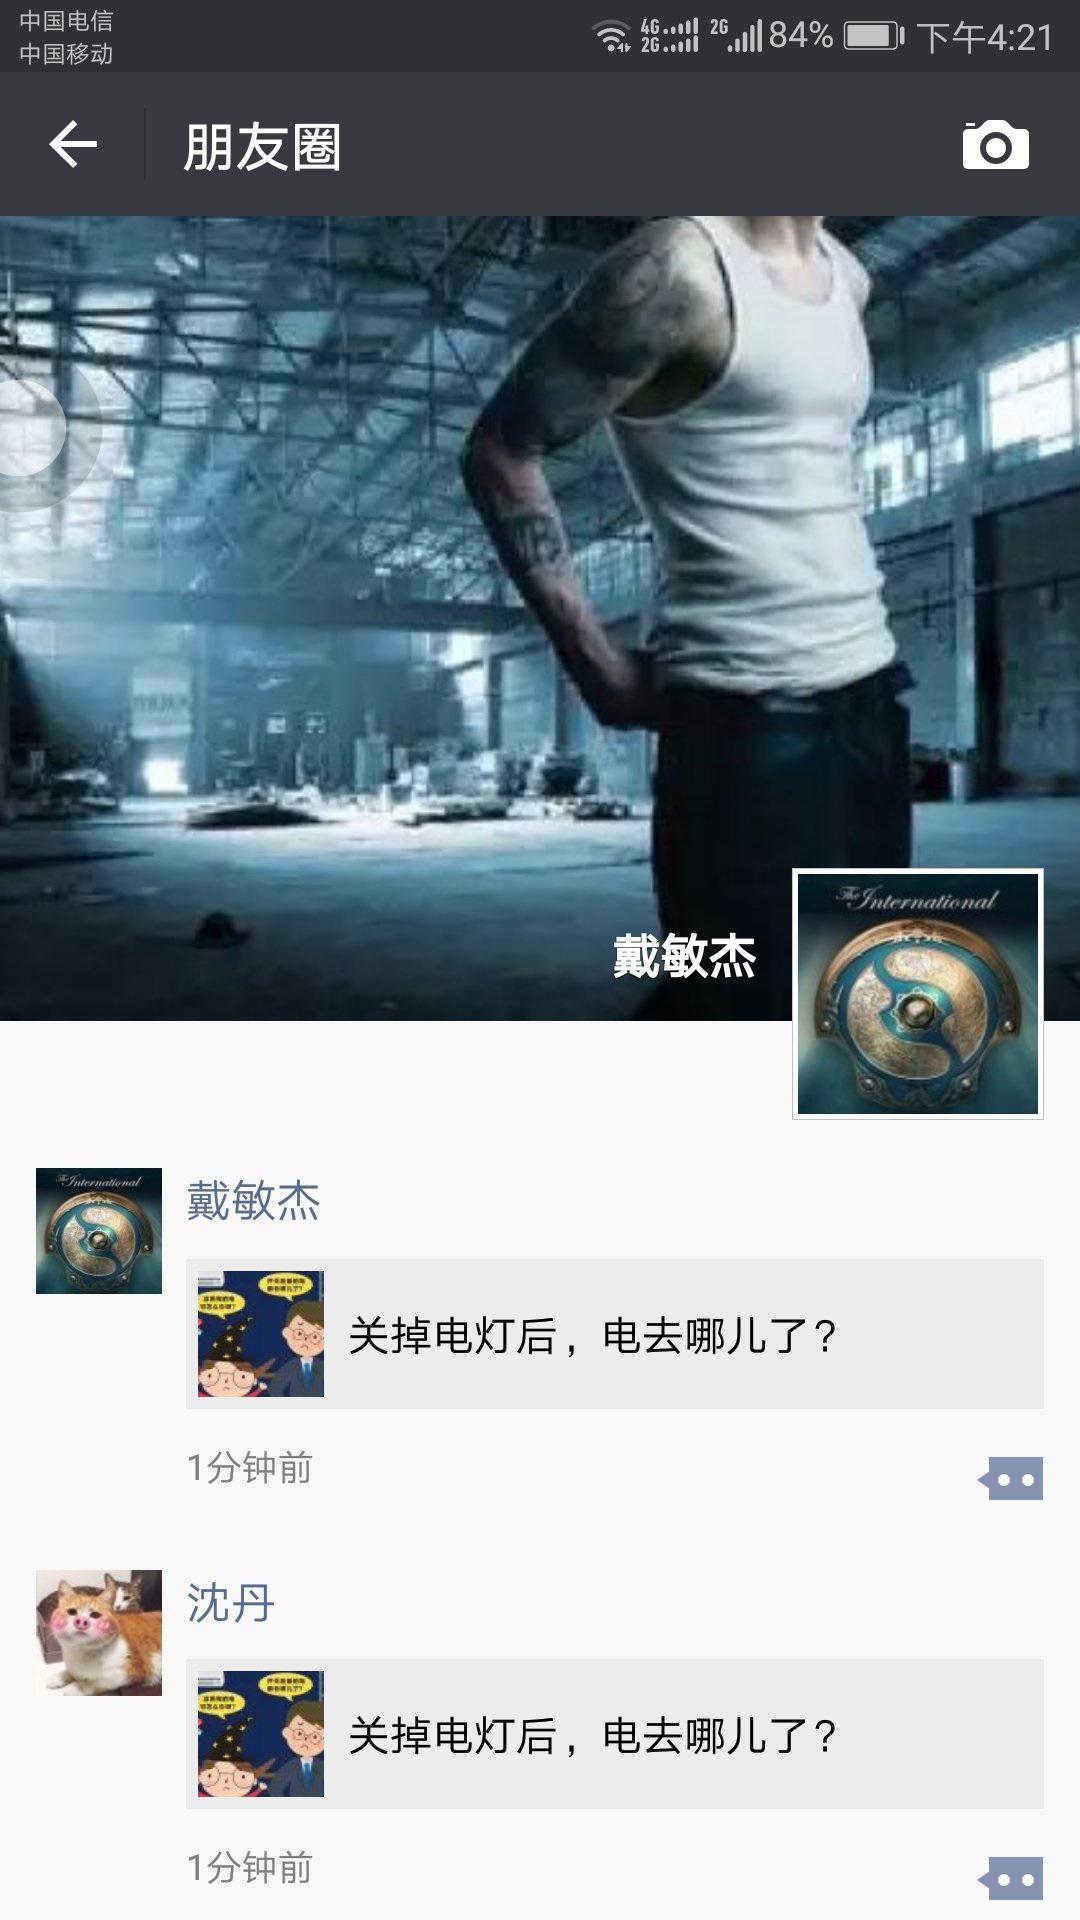 中国电信
中国移动
4G
2G
2G
84%
下午4:21
朋友圈
The International
戴敏杰
The International
戴敏杰
关掉电灯后，电去哪儿了？
1分钟前
沈丹
关掉电灯后，电去哪儿了？
1分钟前